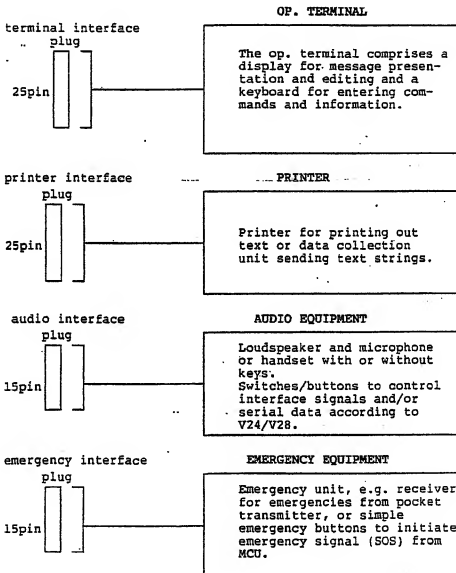 OP. TERMINAL
terminal interface
plug
25pin
The op. terminal comprises a
display for message presen-
tation and editing and a
keyboard for entering com-
mands and information.
printer interface
PRINTER
plug
25pin
Printer for printing out
text or data collection
unit sending text strings.
audio interface
AUDIO EQUIPMENT
plug
15pin
Loudspeaker and microphone
or handset with or without
keys.
Switches/buttons to control
interface signals and/or
serial data according to
V24/V28.
emergency interface
EMERGENCY EQUIPMENT
plug
15pin
Emergency unit, e.g. receiver
for emergencies from pocket
transmitter, or simple
emergency buttons to initiate
emergency signal (SOS) from
MCU.